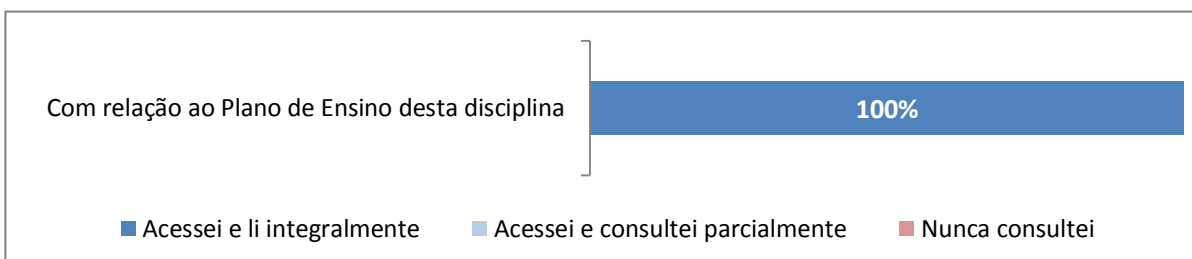 Com relação ao Plano de Ensino desta disciplina
100%
Acessei e li integralmente
Acessei e consultei parcialmente
Nunca consultei